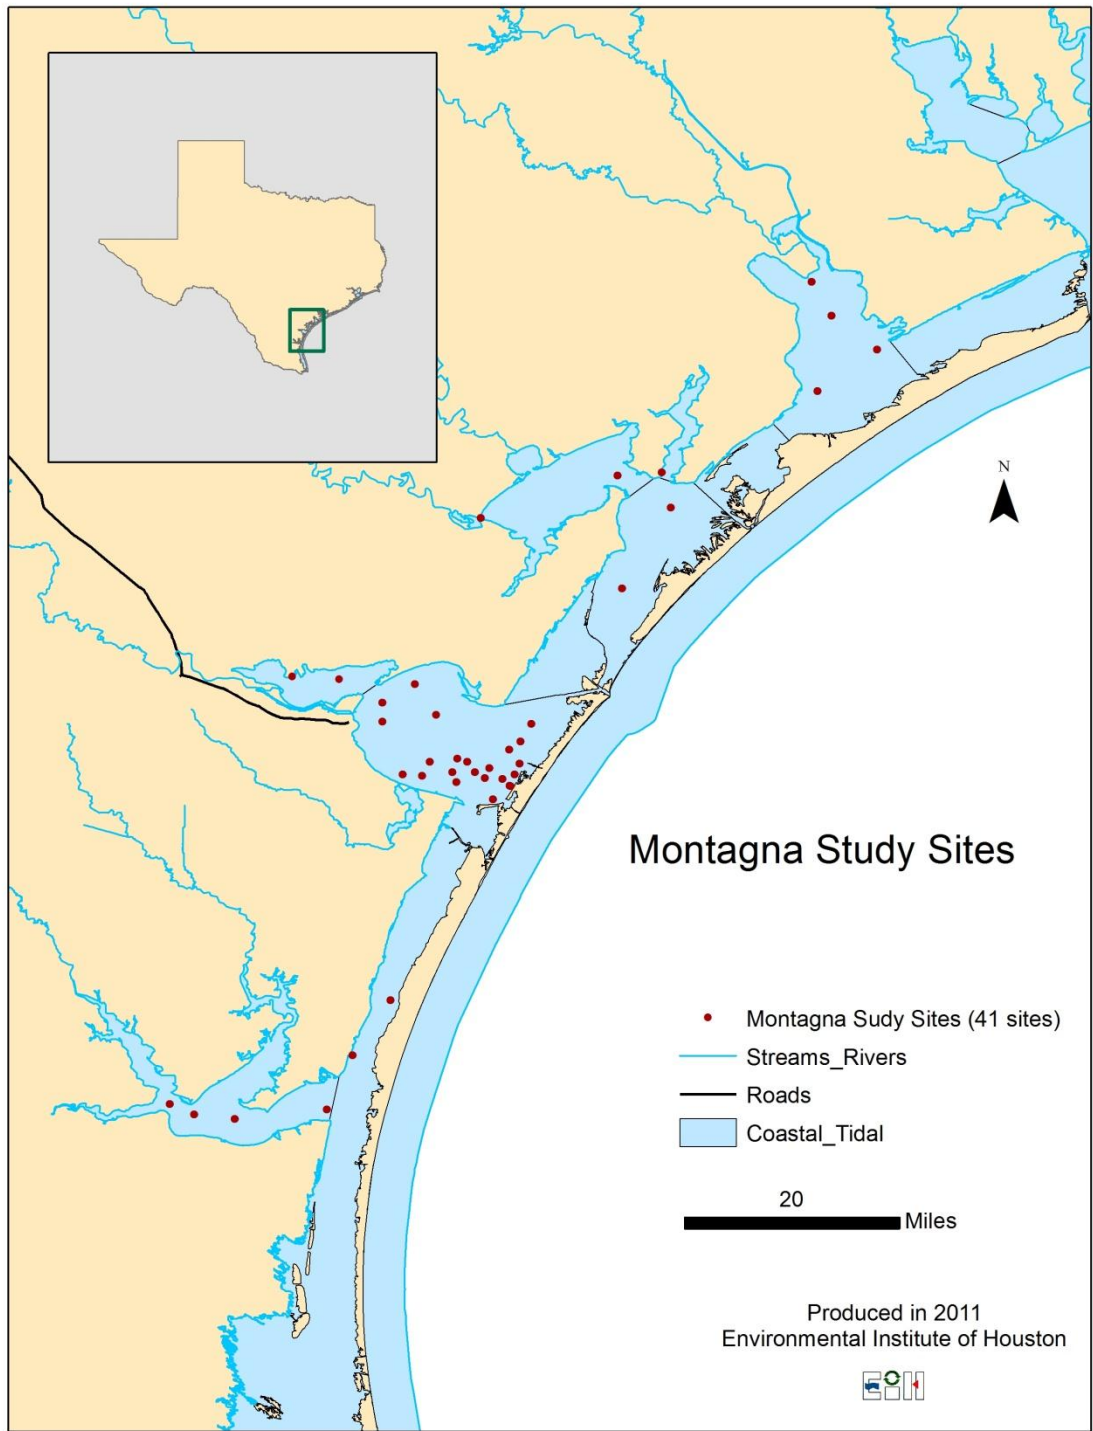 N
Montagna Study Sites
Montagna Sudy Sites (41 sites)
Streams_Rivers
Roads
Coastal_Tidal
20
Miles
Produced in 2011
Environmental Institute of Houston
EIH